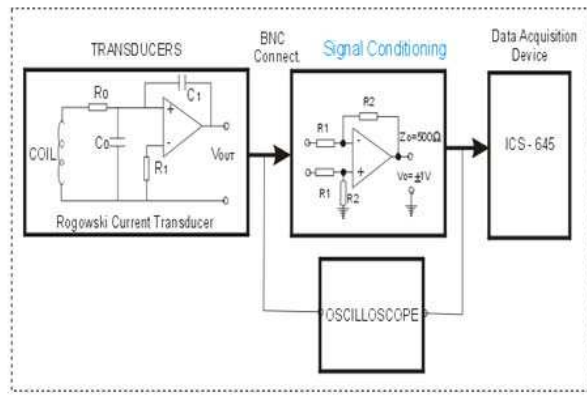 TRANSDUCERS
BNC
Connect.
Signal Conditioning
Data Acquisition
Device
Ro
C1
+
-
Co
COIL
R1
VOUT
Rogowski Current Transducer
R2
R1
-
+
R1
R2
Zo=500Ω
Vo=±1V
ICS - 645
OSCILLOSCOPE